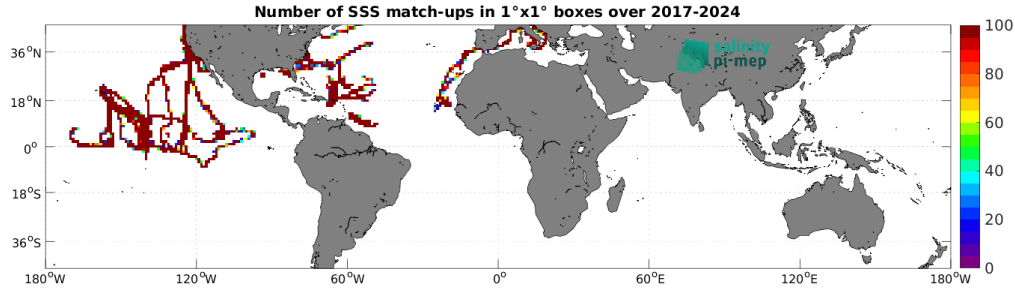 Number of SSS match-ups in 1°x1° boxes over 2017-2024
36°N
18°N
0°
18°S
36°S
180°W
120°W
60°W
0°
60°E
120°E
180°W
salinity
pi-mep
100
80
60
40
20
0